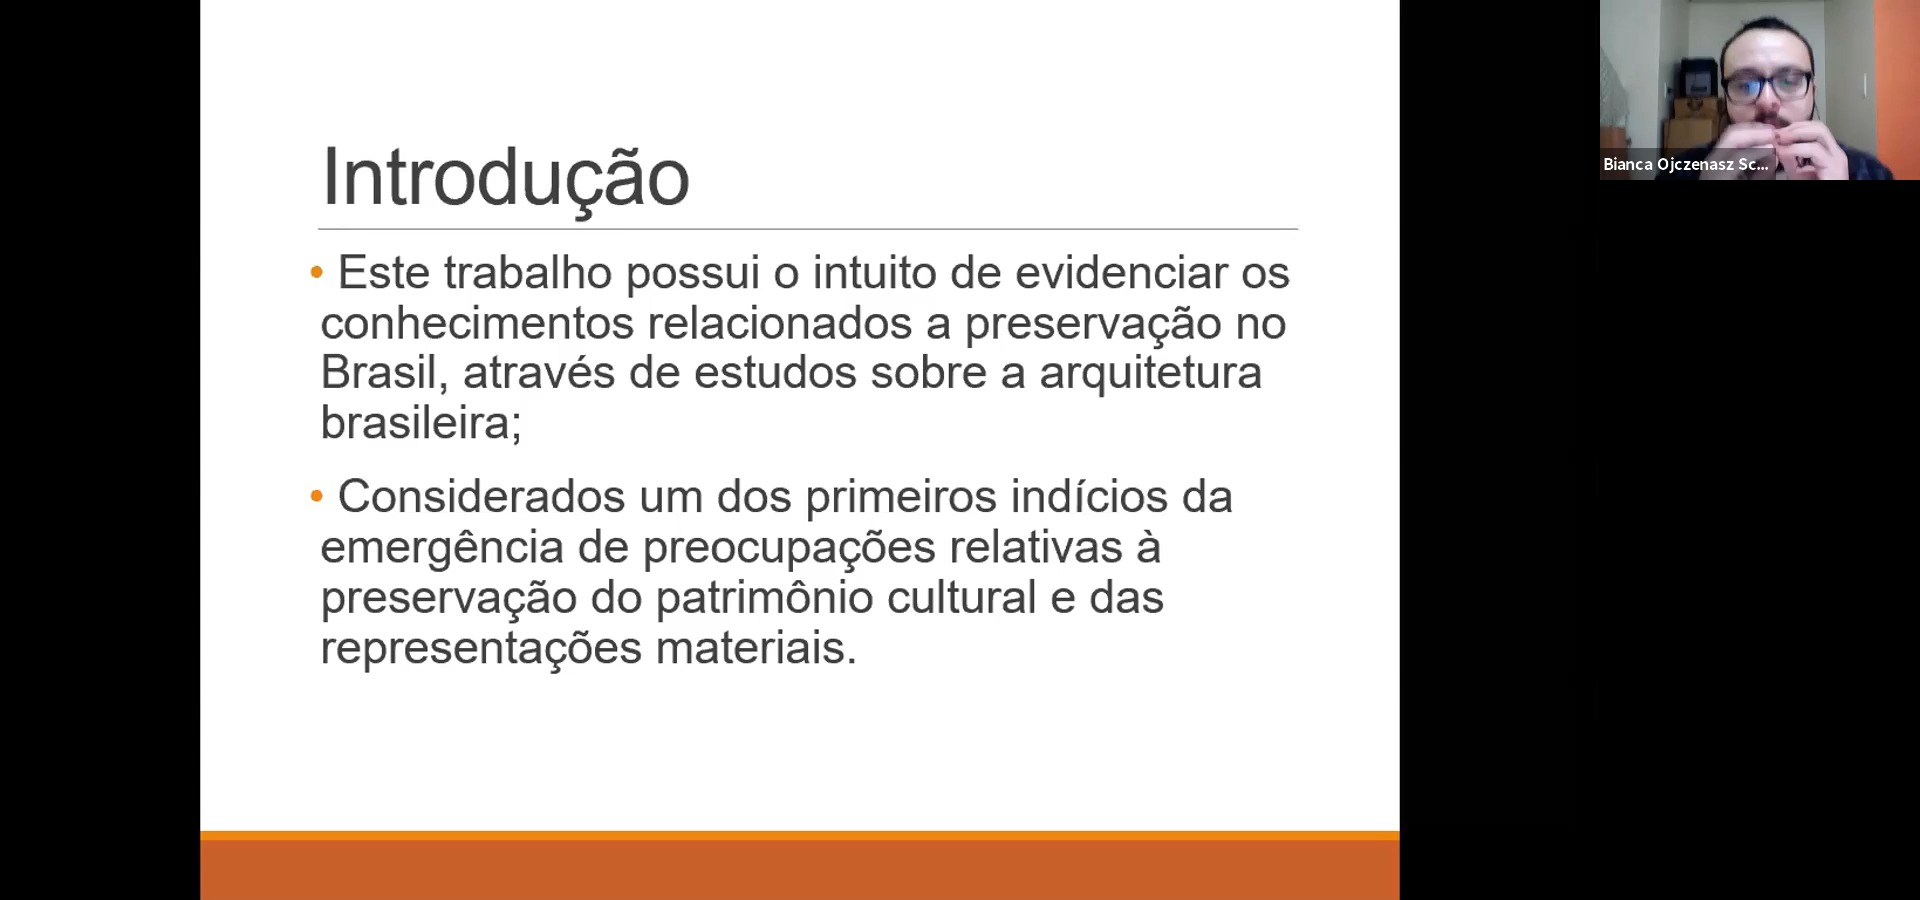 Introdução
• Este trabalho possui o intuito de evidenciar os
conhecimentos relacionados a preservação no
Brasil, através de estudos sobre a arquitetura
brasileira;
• Considerados um dos primeiros indícios da
emergência de preocupações relativas à
preservação do patrimônio cultural e das
representações materiais.
Bianca Ojczenasz Sc...